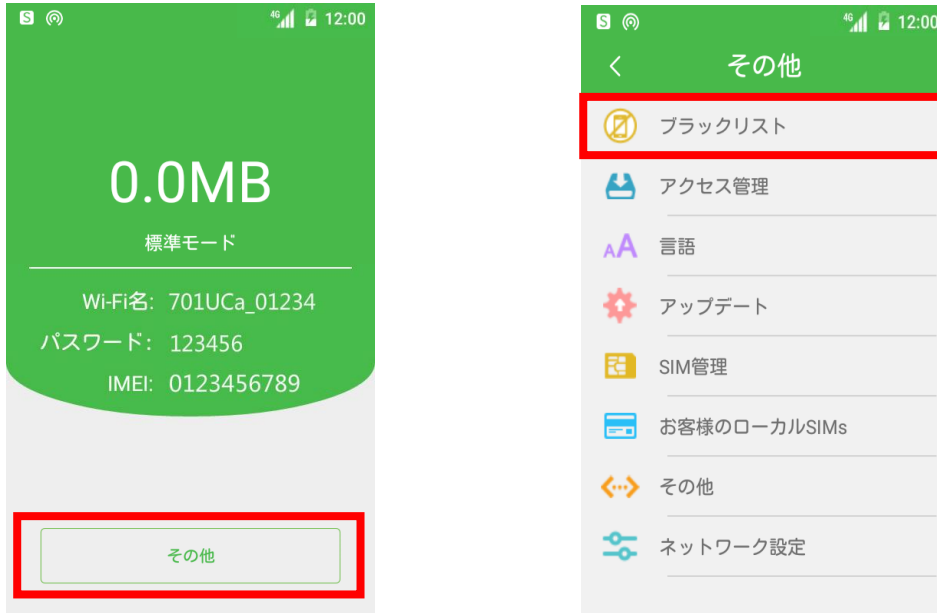 S 4G 12:00
0.0MB
標準モード
Wi-Fi名: 701UCa_01234
パスワード: 123456
IMEI: 0123456789
その他
S 4G 12:00
< その他
ブラックリスト
アクセス管理
AA 言語
アップデート
SIM管理
お客様のローカルSIMs
その他
ネットワーク設定